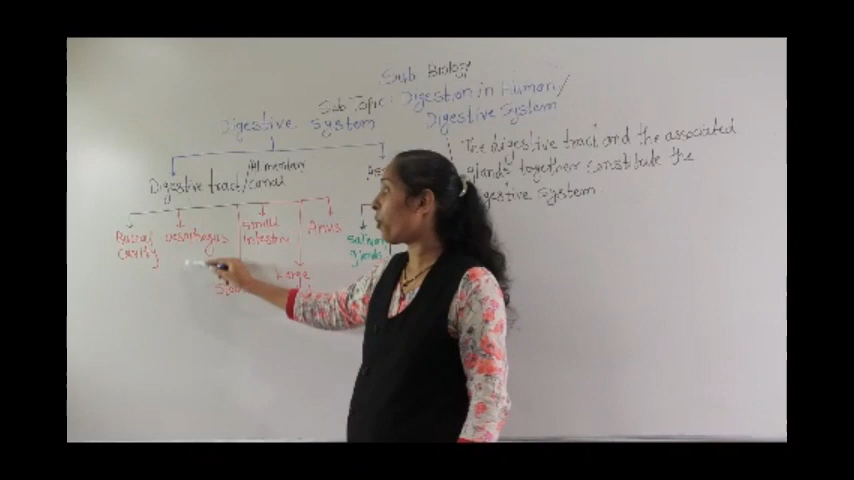 Sub Biology
Sub Topic: Digestion in Human/
Digestive System
Digestive system
The digestive tract and the associated
glands together constitute the
digestive system.
Alimentary
Digestive tract/canal
Buccal
cavity
oesophagus
small
intestine
Anus
Large
salivary
glands